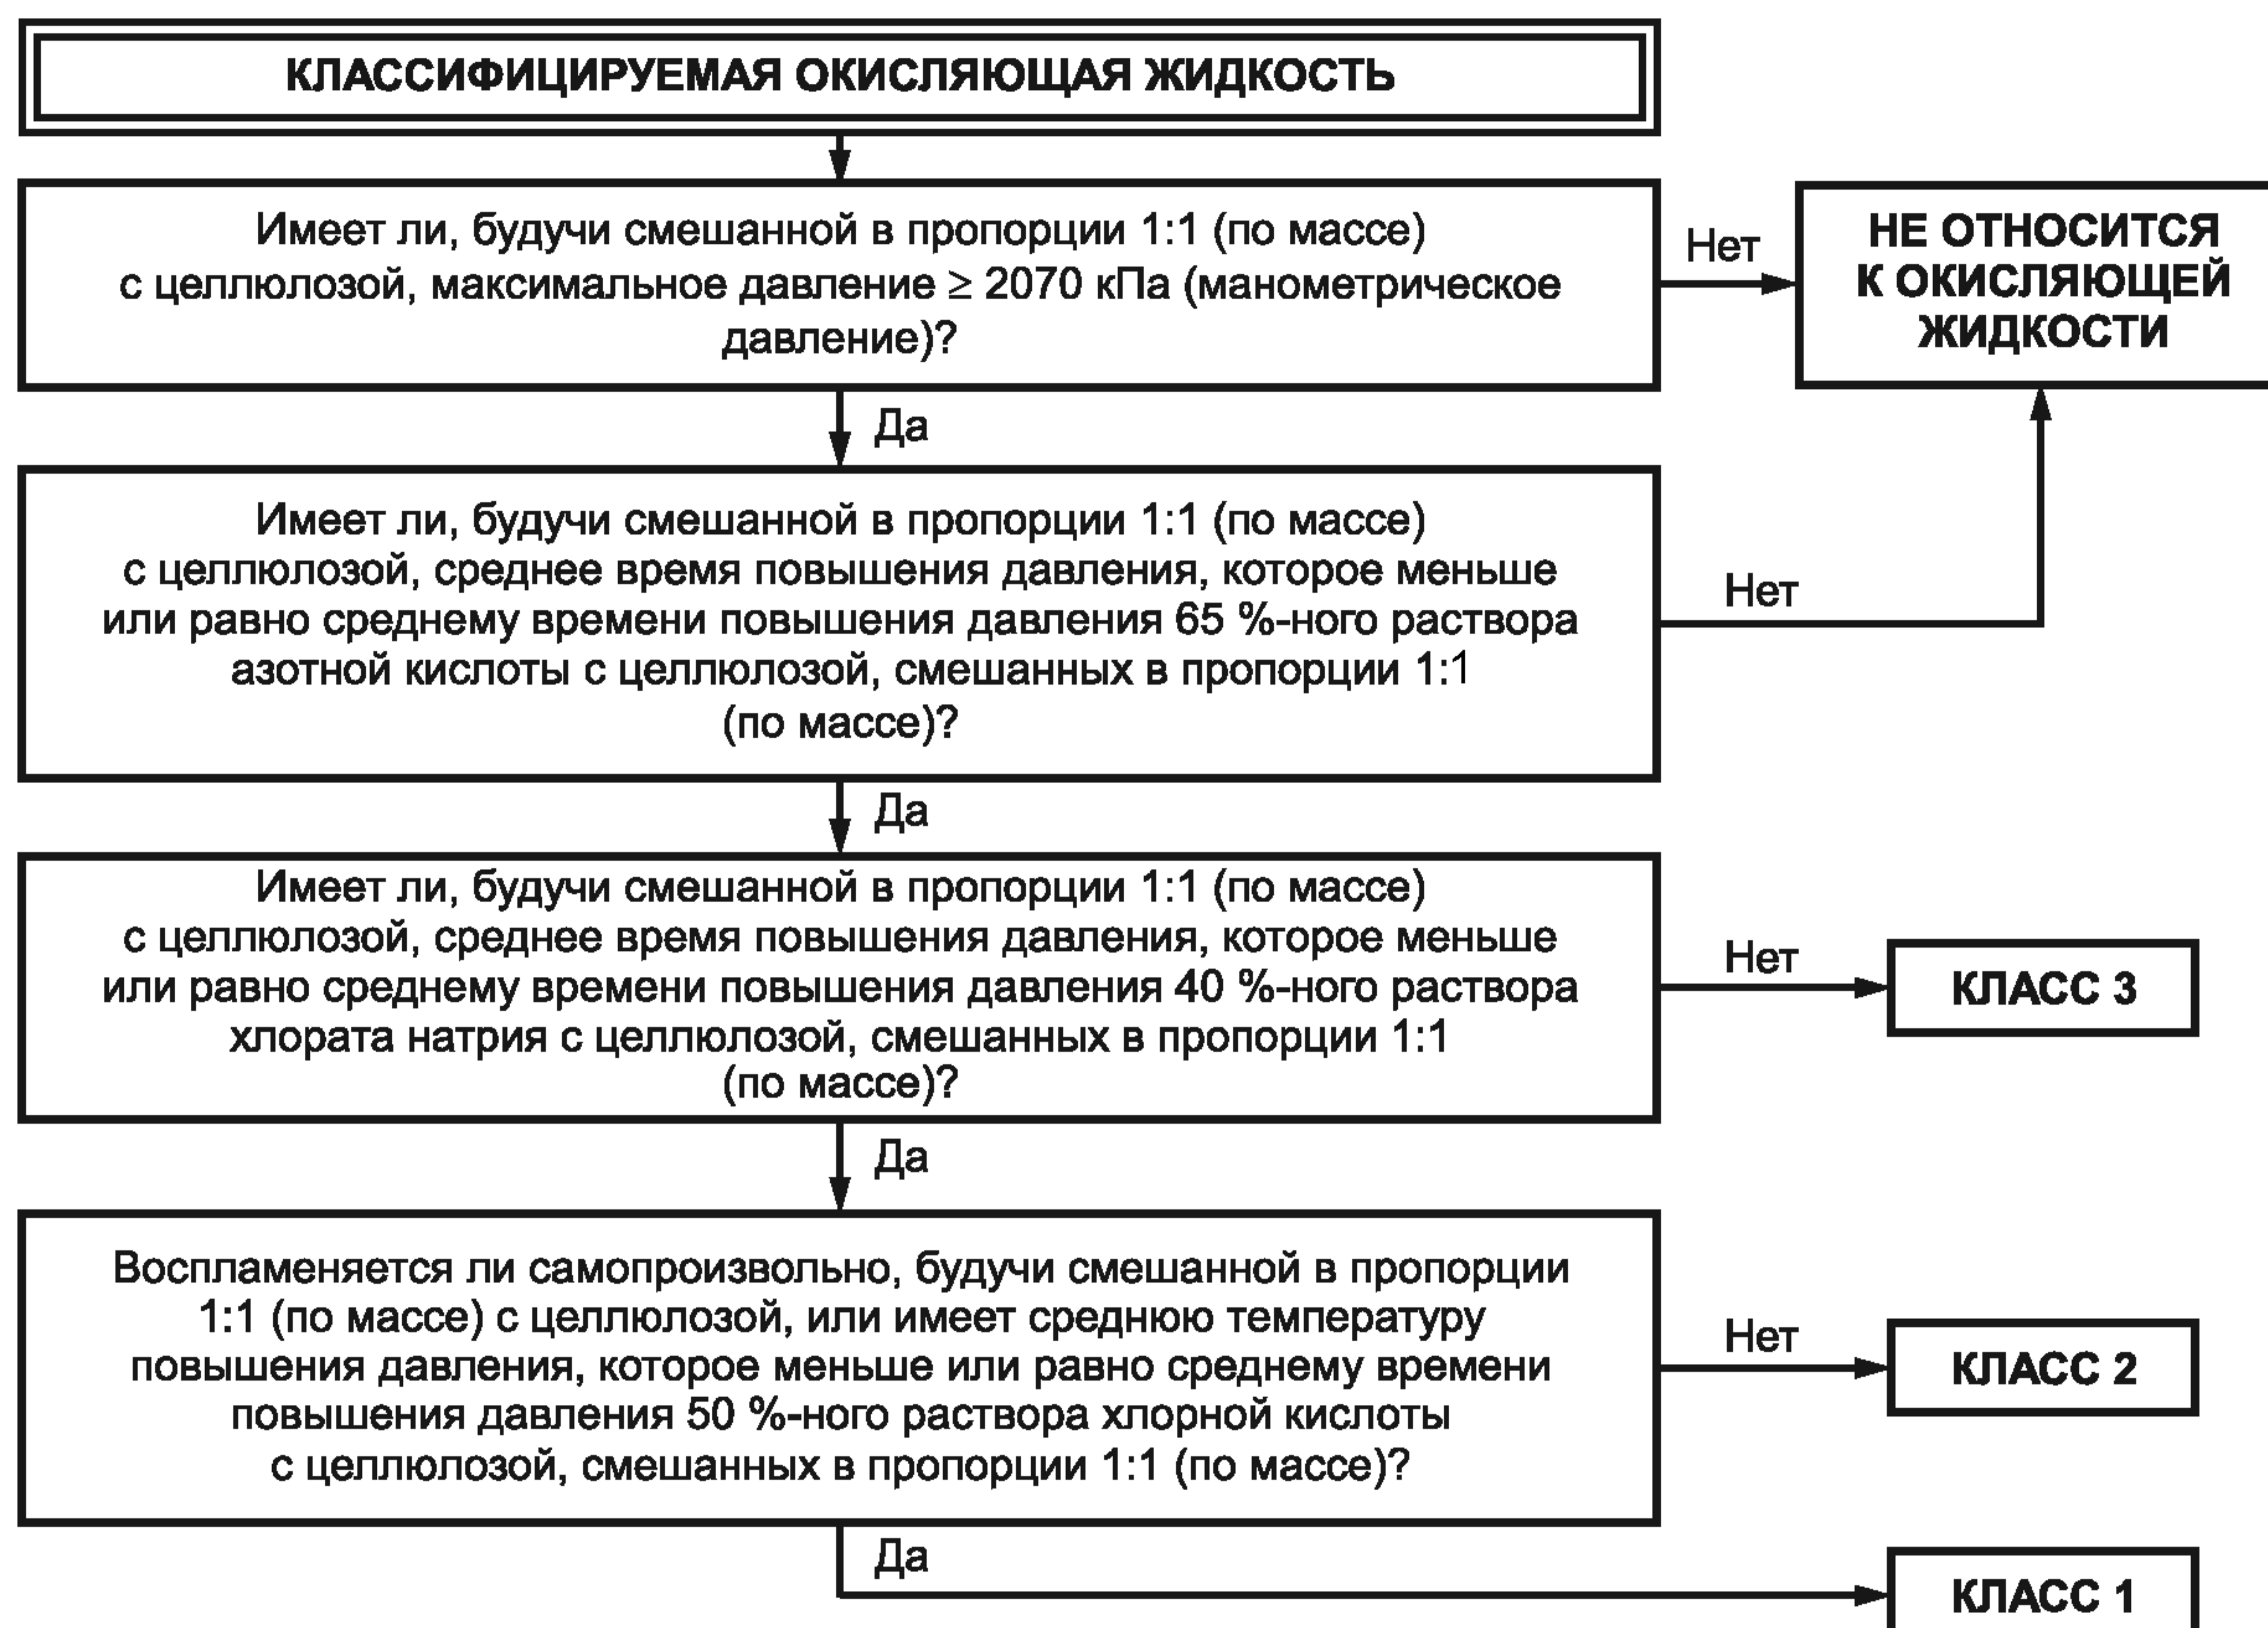 КЛАССИФИЦИРУЕМАЯ ОКИСЛЯЮЩАЯ ЖИДКОСТЬ
Имеет ли, будучи смешанной в пропорции 1:1 (по массе)
с целлюлозой, максимальное давление ≥ 2070 кПа (манометрическое
давление)?
Нет
НЕ ОТНОСИТСЯ
К ОКИСЛЯЮЩЕЙ
ЖИДКОСТИ
Да
Имеет ли, будучи смешанной в пропорции 1:1 (по массе)
с целлюлозой, среднее время повышения давления, которое меньше
или равно среднему времени повышения давления 65 %-ного раствора
азотной кислоты с целлюлозой, смешанных в пропорции 1:1
(по массе)?
Нет
Да
Имеет ли, будучи смешанной в пропорции 1:1 (по массе)
с целлюлозой, среднее время повышения давления, которое меньше
или равно среднему времени повышения давления 40 %-ного раствора
хлората натрия с целлюлозой, смешанных в пропорции 1:1
(по массе)?
Нет
КЛАСС 3
Да
Воспламеняется ли самопроизвольно, будучи смешанной в пропорции
1:1 (по массе) с целлюлозой, или имеет среднюю температуру
повышения давления, которое меньше или равно среднему времени
повышения давления 50 %-ного раствора хлорной кислоты
с целлюлозой, смешанных в пропорции 1:1 (по массе)?
Нет
КЛАСС 2
Да
КЛАСС 1